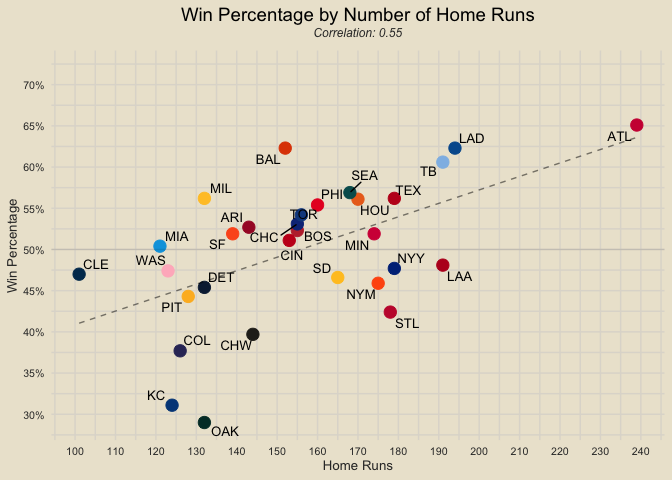 Win Percentage by Number of Home Runs
Correlation: 0.55
Win Percentage
70%
65%
60%
55%
50%
45%
40%
35%
30%
ATL
LAD
BAL
TB
SEA
MIL
PHI
TEX
HOU
ARI
TOR
MIA
SF
CHC
BOS
MIN
CIN
WAS
CLE
SD
NYY
LAA
DET
NYM
PIT
STL
COL
CHW
KC
OAK
100 110 120 130 140 150 160 170 180 190 200 210 220 230 240
Home Runs